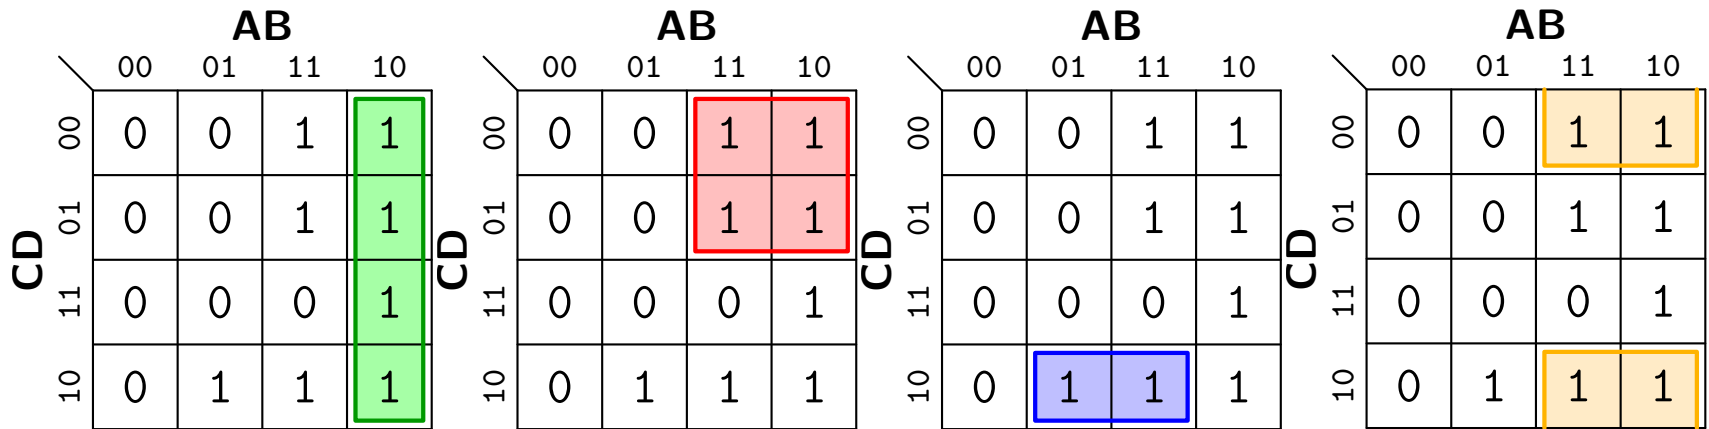 AB AB AB AB
00 01 11 10 00 01 11 10 00 01 11 10 00 01 11 10
00 0 0 1 1 00 0 0 1 1 00 0 0 1 1 00 0 0 1 1
01 0 0 1 1 01 0 0 1 1 01 0 0 1 1 01 0 0 1 1
CD CD CD CD
11 0 0 0 1 11 0 0 0 1 11 0 0 0 1 11 0 0 0 1
10 0 1 1 1 10 0 1 1 1 10 0 1 1 1 10 0 1 1 1